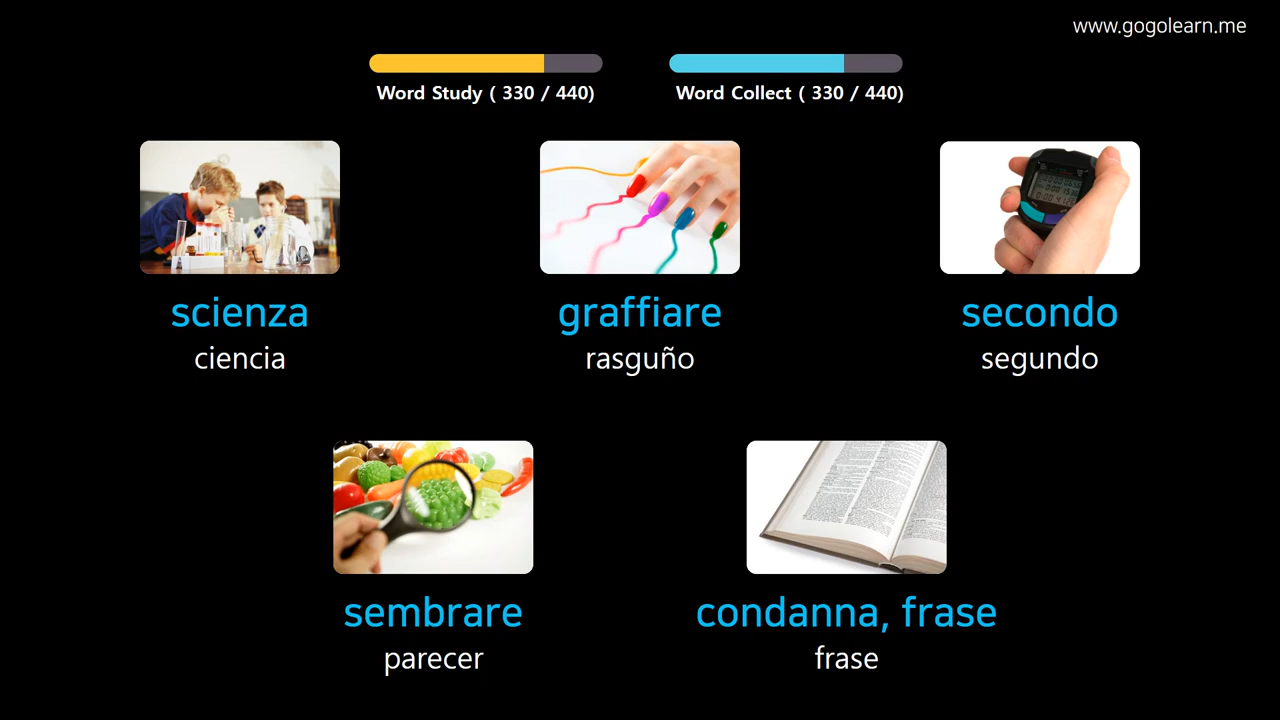 www.gogolearn.me
Word Study ( 330 / 440)
Word Collect ( 330 / 440)
scienza
ciencia
graffiare
rasguño
secondo
segundo
sembrare
parecer
condanna, frase
frase